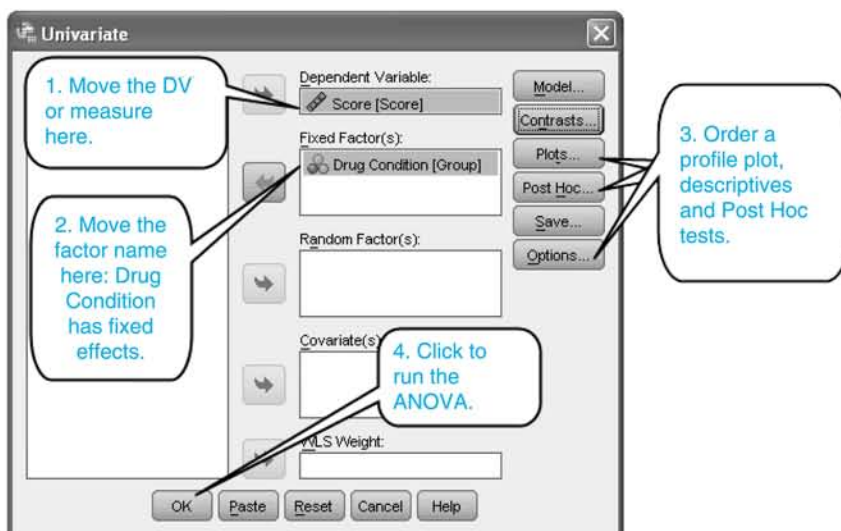 Univariate
1. Move the DV
or measure
here.
Dependent Variable:
Score [Score]
Fixed Factor(s):
Drug Condition [Group]
2. Move the
factor name
here: Drug
Condition
has fixed
effects.
Random Factor(s):
Covariate(s)
4. Click to
run the
ANOVA.
WLS Weight:
Model...
Contrasts...
Plots...
Post Hoc...
Save...
Options...
3. Order a
profile plot,
descriptives
and Post Hoc
tests.
OK Paste Reset Cancel Help